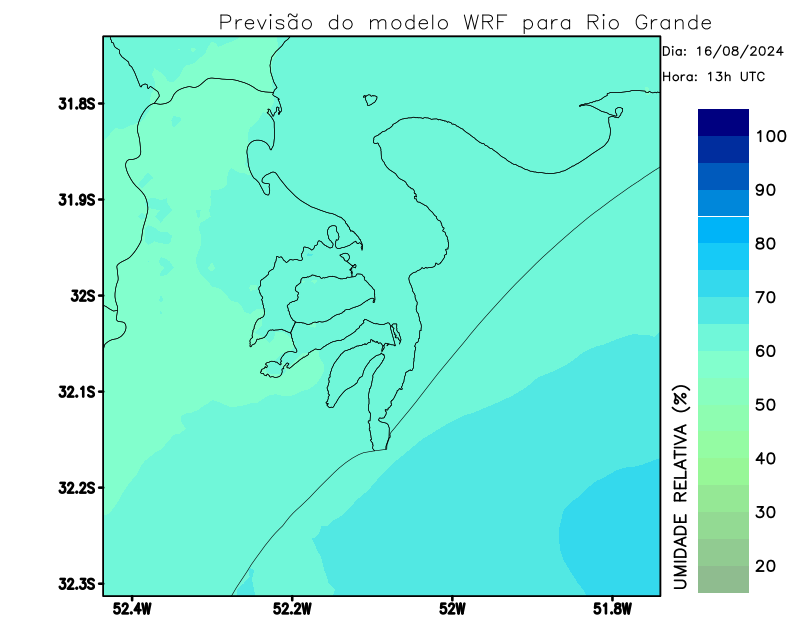 Previsão do modelo WRF para Rio Grande
Dia: 16/08/2024
Hora: 13h UTC
31.8S
31.9S
32S
32.1S
32.2S
32.3S
52.4W
52.2W
52W
51.8W
100
90
80
70
60
50
40
30
20
UMIDADE RELATIVA (%)